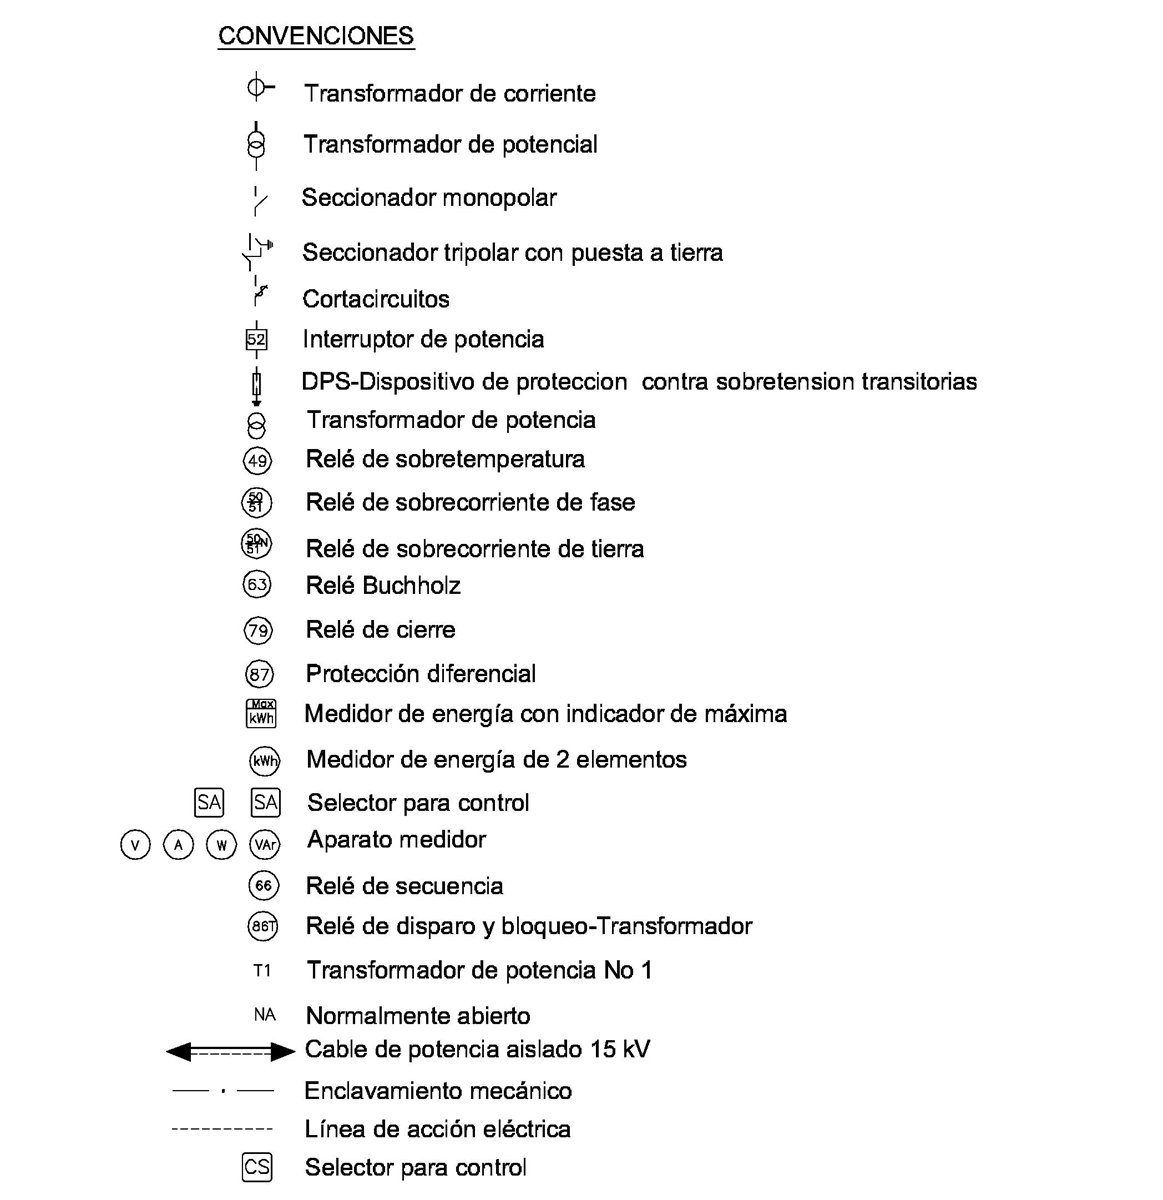 CONVENCIONES
Transformador de corriente
Transformador de potencial
Seccionador monopolar
Seccionador tripolar con puesta a tierra
Cortacircuitos
52 Interruptor de potencia
DPS-Dispositivo de proteccion contra sobretension transitorias
Transformador de potencia
49 Relé de sobretemperatura
50 51 Relé de sobrecorriente de fase
50 51 N Relé de sobrecorriente de tierra
63 Relé Buchholz
79 Relé de cierre
87 Protección diferencial
Max kWh Medidor de energía con indicador de máxima
kWh Medidor de energía de 2 elementos
SA SA Selector para control
V A W VAr Aparato medidor
66 Relé de secuencia
86T Relé de disparo y bloqueo-Transformador
T1 Transformador de potencia No 1
NA Normalmente abierto
Cable de potencia aislado 15 kV
Enclavamiento mecánico
Línea de acción eléctrica
CS Selector para control